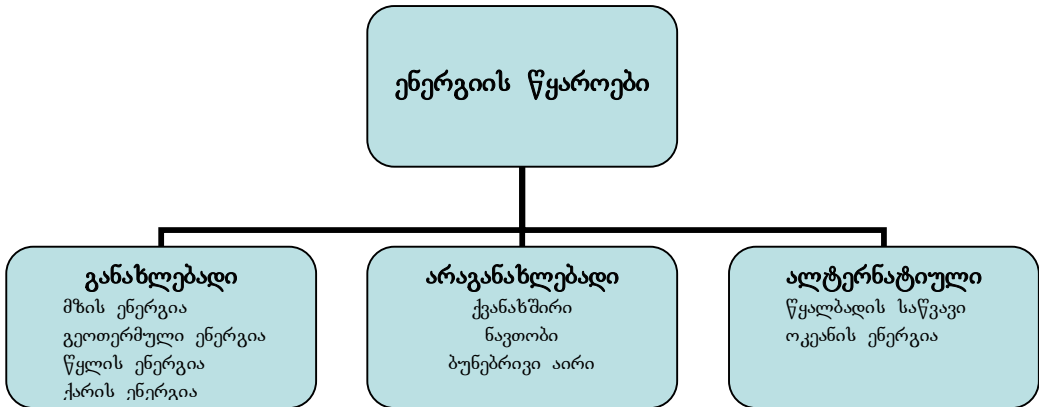 ენერგიის წყაროები
განახლებადი
მზის ენერგია
გეოთერმული ენერგია
წყლის ენერგია
ქარის ენერგია
არაგანახლებადი
ქვანახშირი
ნავთობი
ბუნებრივი აირი
ალტერნატიული
წყალბადის საწვავი
ოკეანის ენერგია